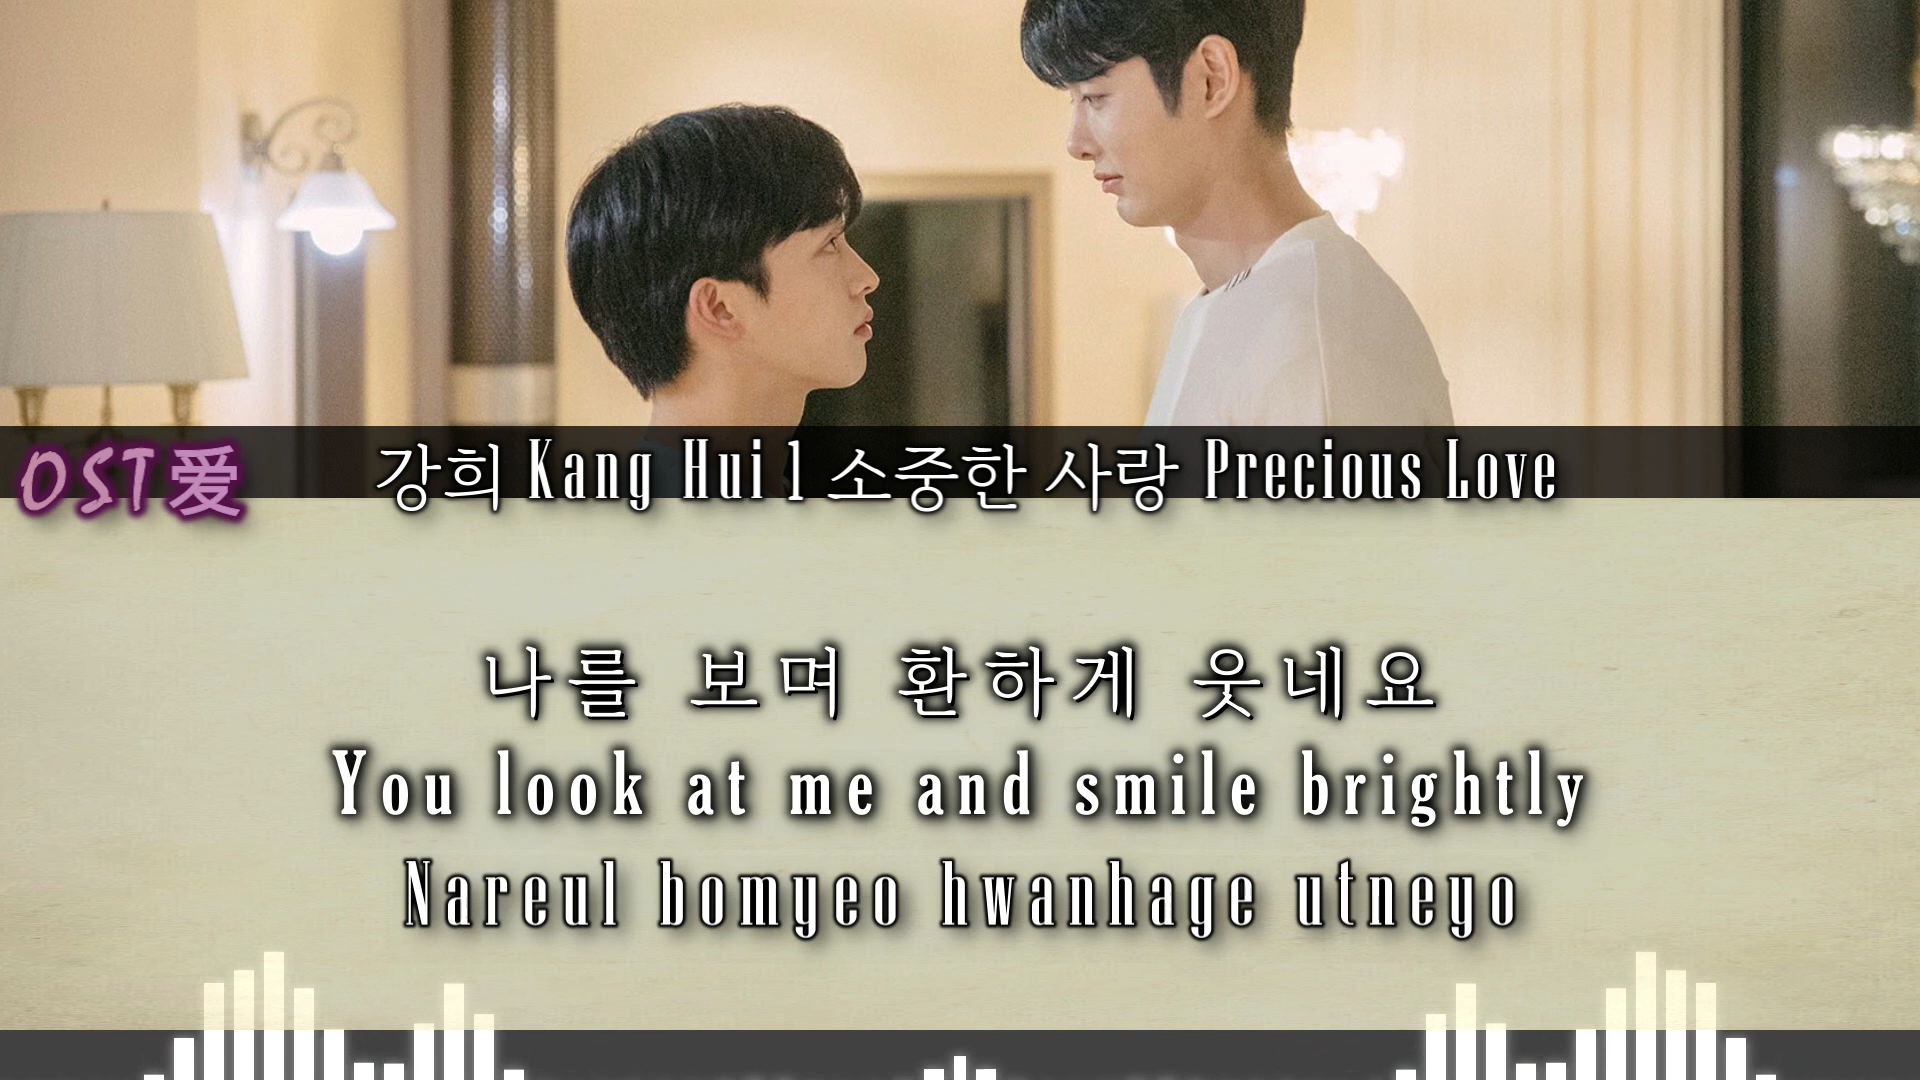 OST爱
강희 Kang Hui 1 소중한 사랑 Precious Love
나를 보며 환하게 웃네요
You look at me and smile brightly
Nareul bomyeo hwanhage utneyo